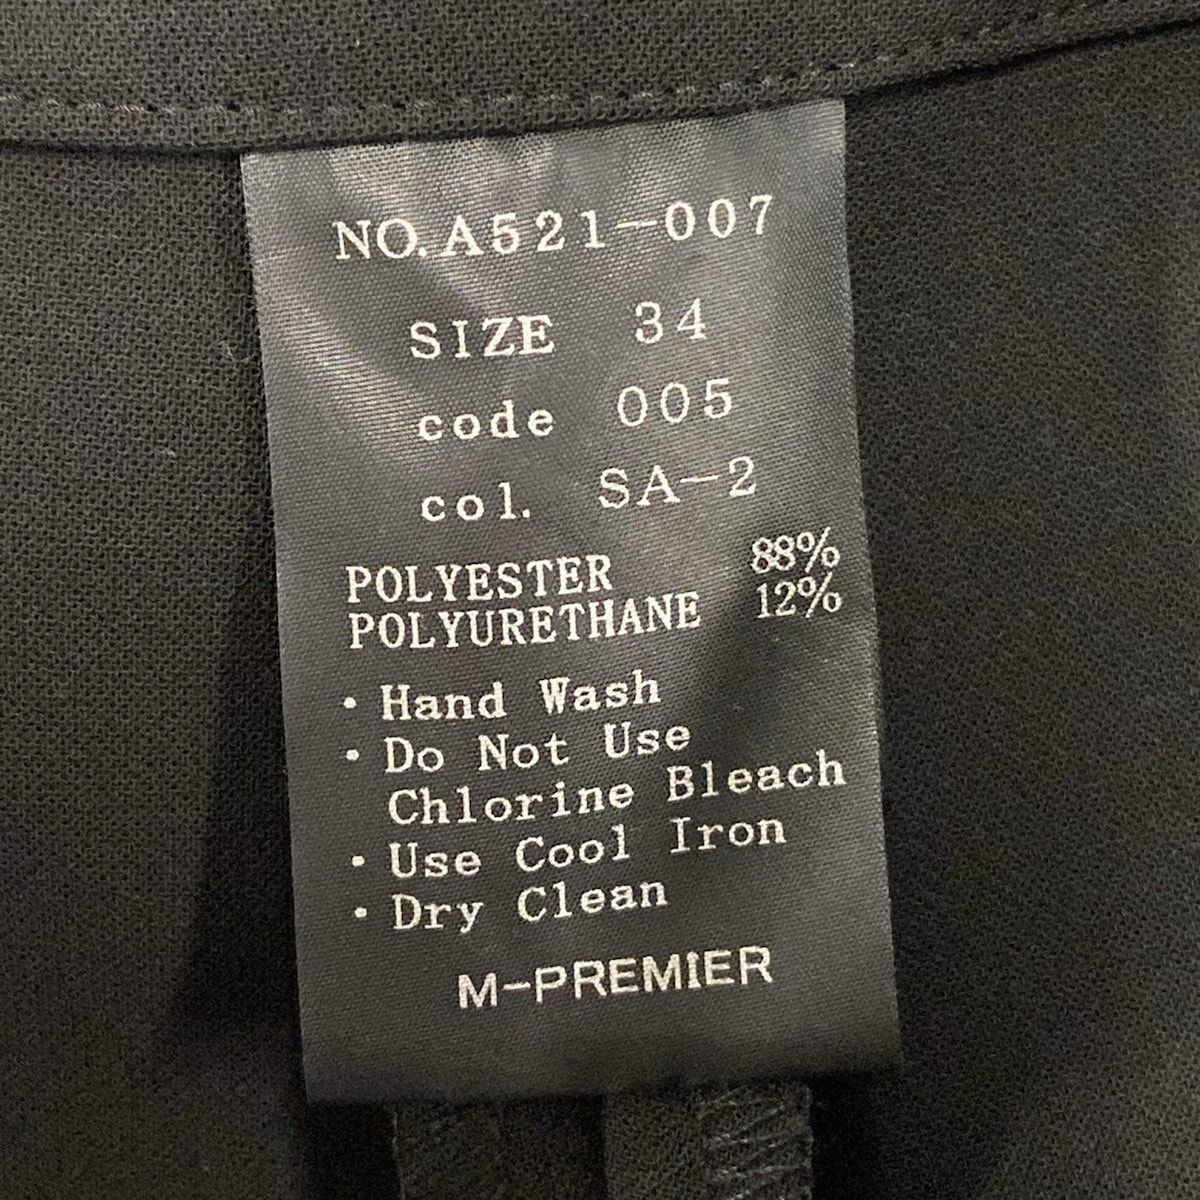 NO.A521-007
SIZE 34
code 005
col. SA-2
POLYESTER 88%
POLYURETHANE 12%
・Hand Wash
・Do Not Use
Chlorine Bleach
・Use Cool Iron
・Dry Clean
M-PREMIER